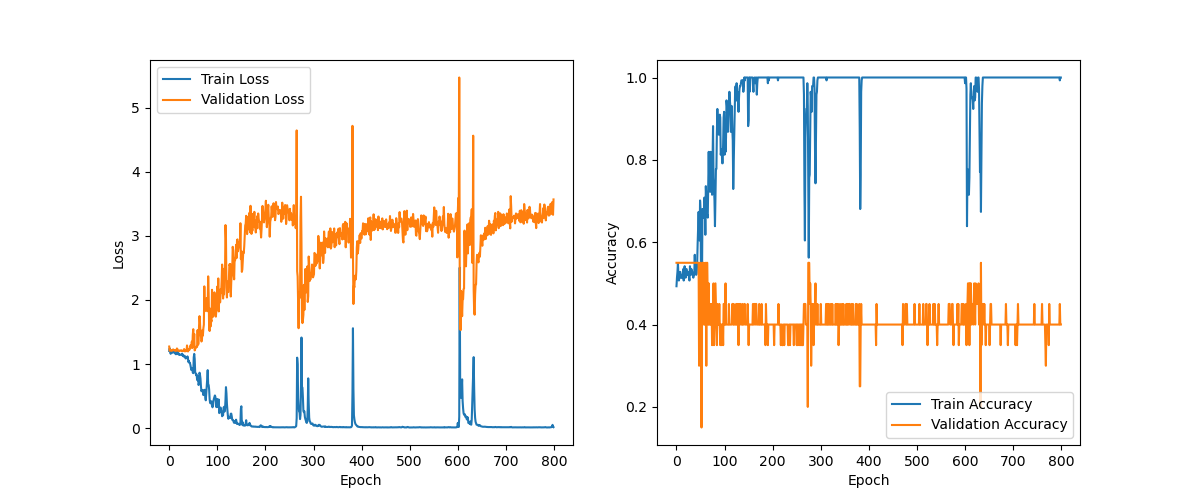 Train Loss
Validation Loss
5
4
3
2
1
0
Loss
0 100 200 300 400 500 600 700 800
Epoch
1.0
0.8
0.6
0.4
0.2
Accuracy
Train Accuracy
Validation Accuracy
0 100 200 300 400 500 600 700 800
Epoch